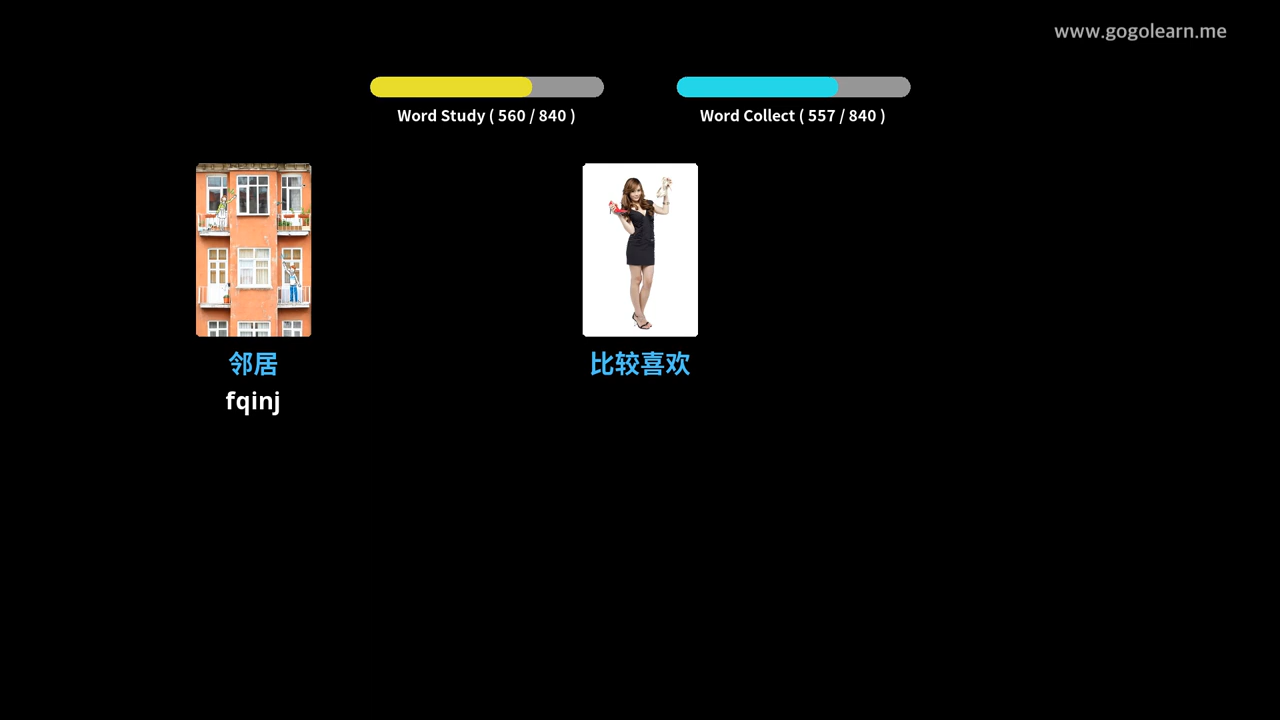 www.gogolearn.me
Word Study ( 560 / 840 )
Word Collect ( 557 / 840 )
邻居
fqinj
比较喜欢